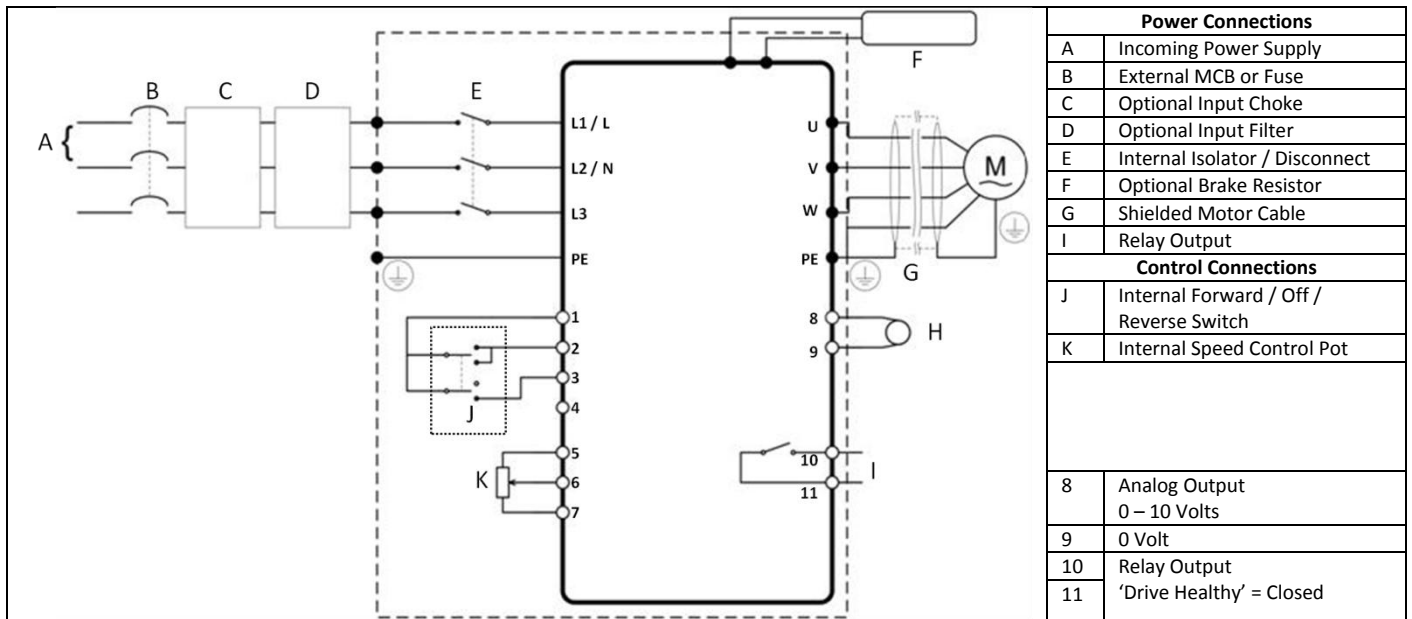 A {
B
C
D
E
F
L1 / L
L2 / N
L3
PE
U
V
W
PE
M
G
1
2
3
4
5
6
7
J
K
8
9
H
10
11
I
Power Connections
A Incoming Power Supply
B External MCB or Fuse
C Optional Input Choke
D Optional Input Filter
E Internal Isolator / Disconnect
F Optional Brake Resistor
G Shielded Motor Cable
I Relay Output
Control Connections
J Internal Forward / Off /
Reverse Switch
K Internal Speed Control Pot
8 Analog Output
0 – 10 Volts
9 0 Volt
10 Relay Output
11 ‘Drive Healthy’ = Closed